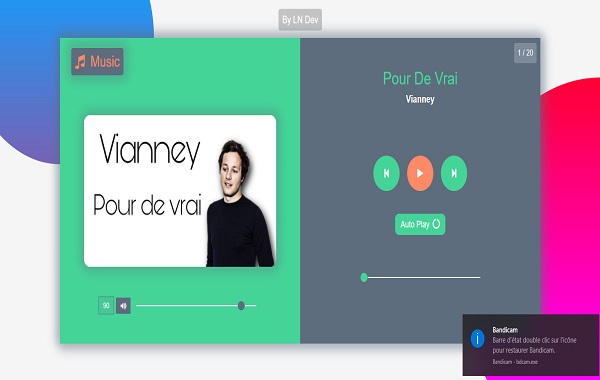 By LN Dev
Music
1 / 20
Vianney
Pour de vrai
90
Pour De Vrai
Vianney
Auto Play
Bandicam
Barre d'état double clic sur l'icône
pour restaurer Bandicam.
Bandicam - bdcam.exe